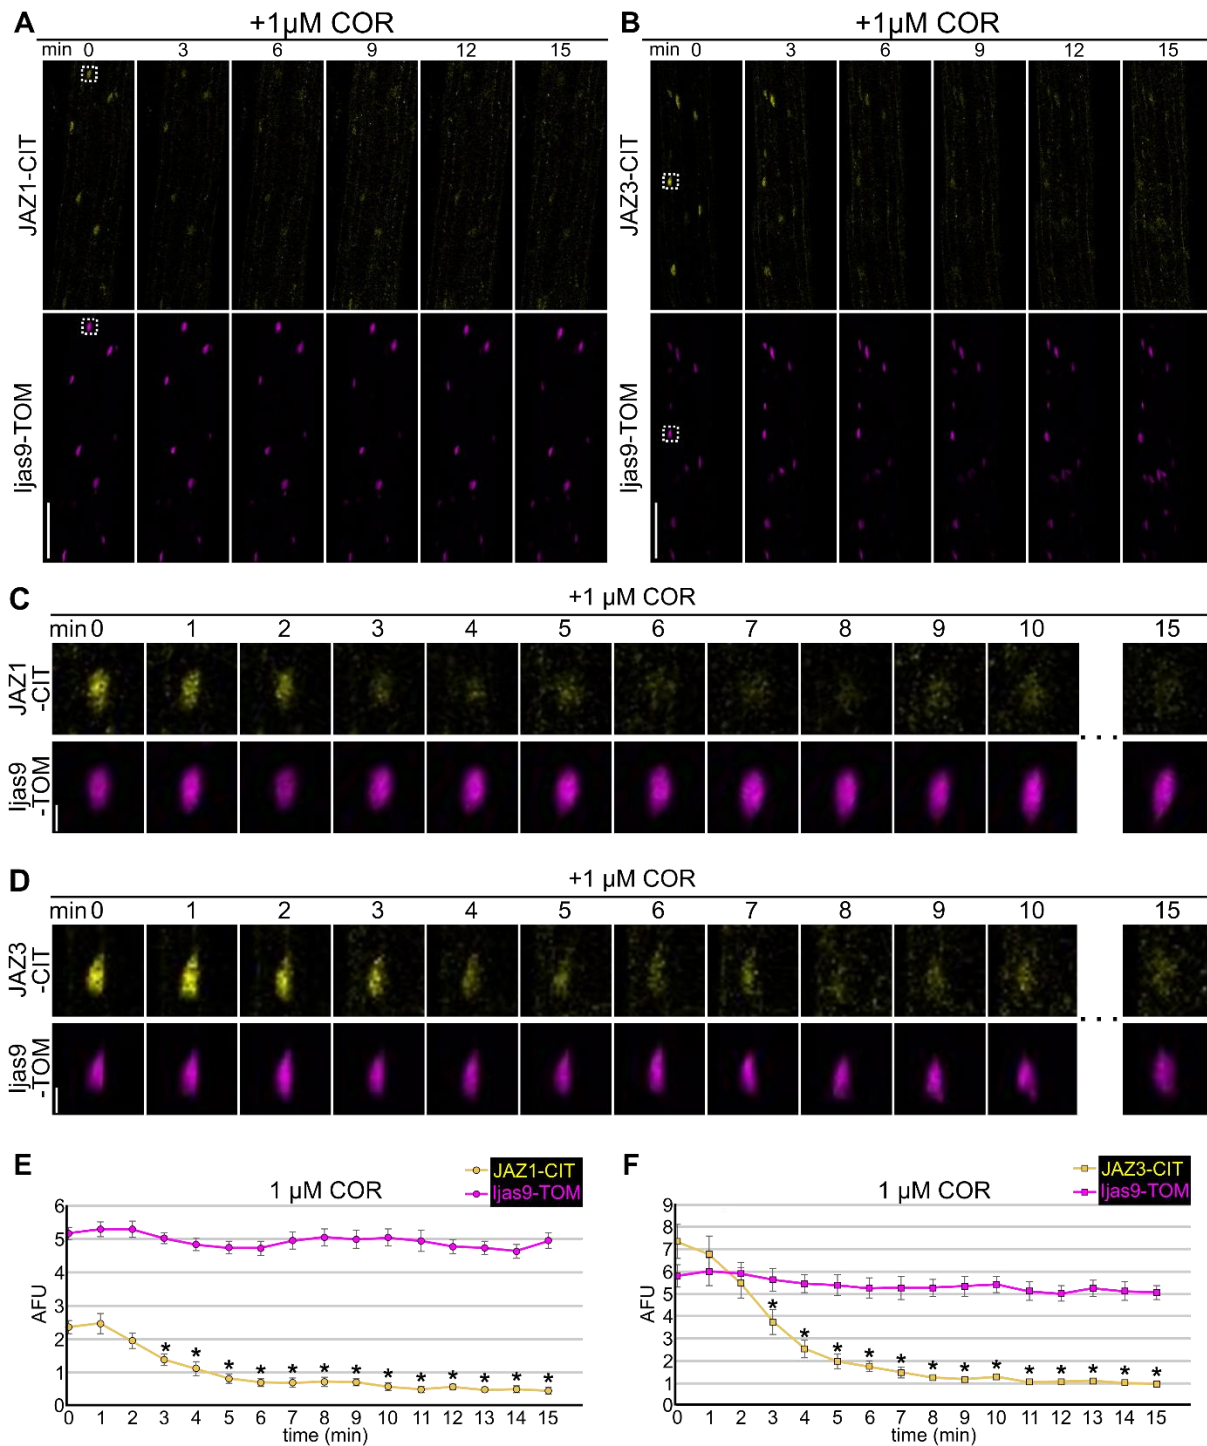 A
+1µM COR
min 0 3 6 9 12 15
JAZ1-CIT
ljas9-TOM
B
+1µM COR
min 0 3 6 9 12 15
JAZ3-CIT
ljas9-TOM
C
+1 µM COR
min 0 1 2 3 4 5 6 7 8 9 10 15
JAZ1
-CIT
. . .
ljas9
-TOM
D
+1 µM COR
min 0 1 2 3 4 5 6 7 8 9 10 15
JAZ3
-CIT
. . .
ljas9
-TOM
E
JAZ1-CIT
ljas9-TOM
1 µM COR
AFU
6
5
4
3
2
1
0
* * * * * * * * * * * * *
0 1 2 3 4 5 6 7 8 9 10 11 12 13 14 15
time (min)
F
JAZ3-CIT
ljas9-TOM
1 µM COR
AFU
9
8
7
6
5
4
3
2
1
0
* * * * * * * * * * * * *
0 1 2 3 4 5 6 7 8 9 10 11 12 13 14 15
time (min)